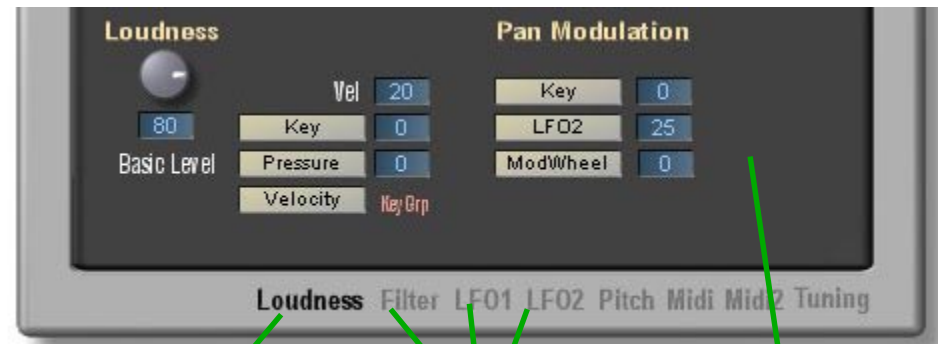 Loudness Pan Modulation
Vel 20 Key 0
80 Key 0 LFO2 25
Basic Level Pressure 0 ModWheel 0
Velocity Key Grp
Loudness Filter LFO1 LFO2 Pitch Midi Midi2 Tuning